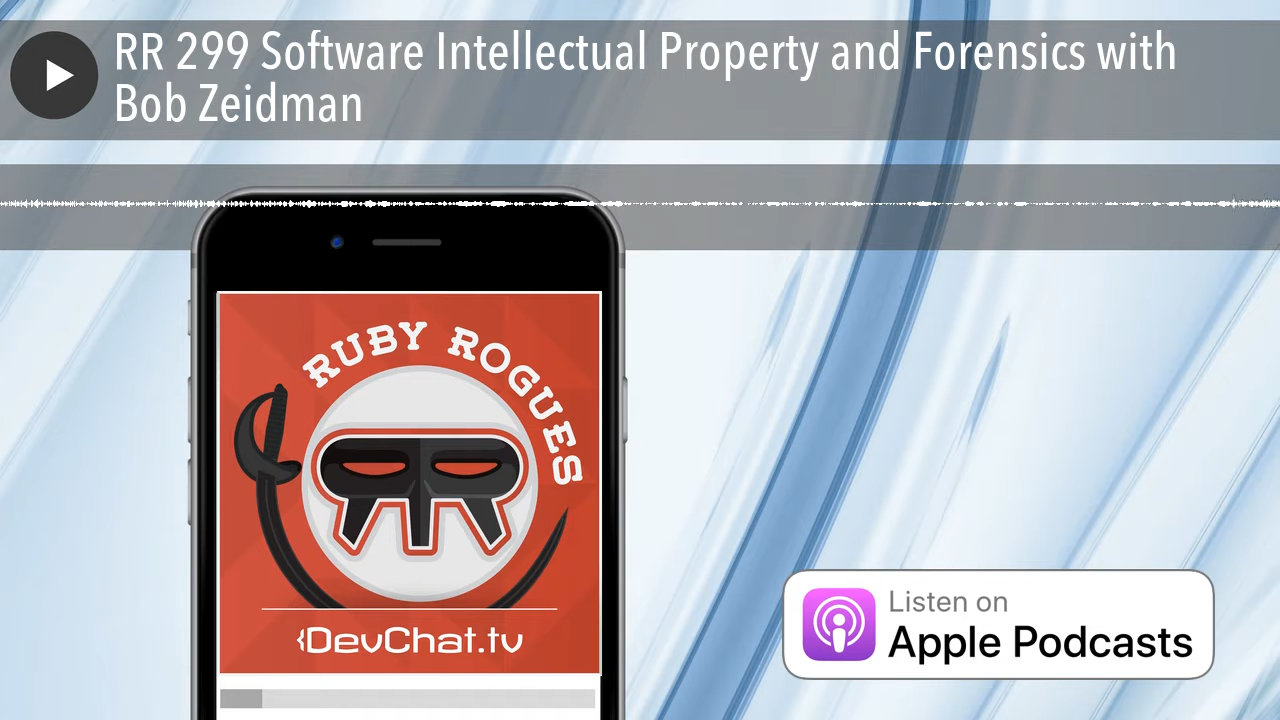 RR 299 Software Intellectual Property and Forensics with
Bob Zeidman
RUBY ROGUES
{DevChat.tv
Listen on
Apple Podcasts